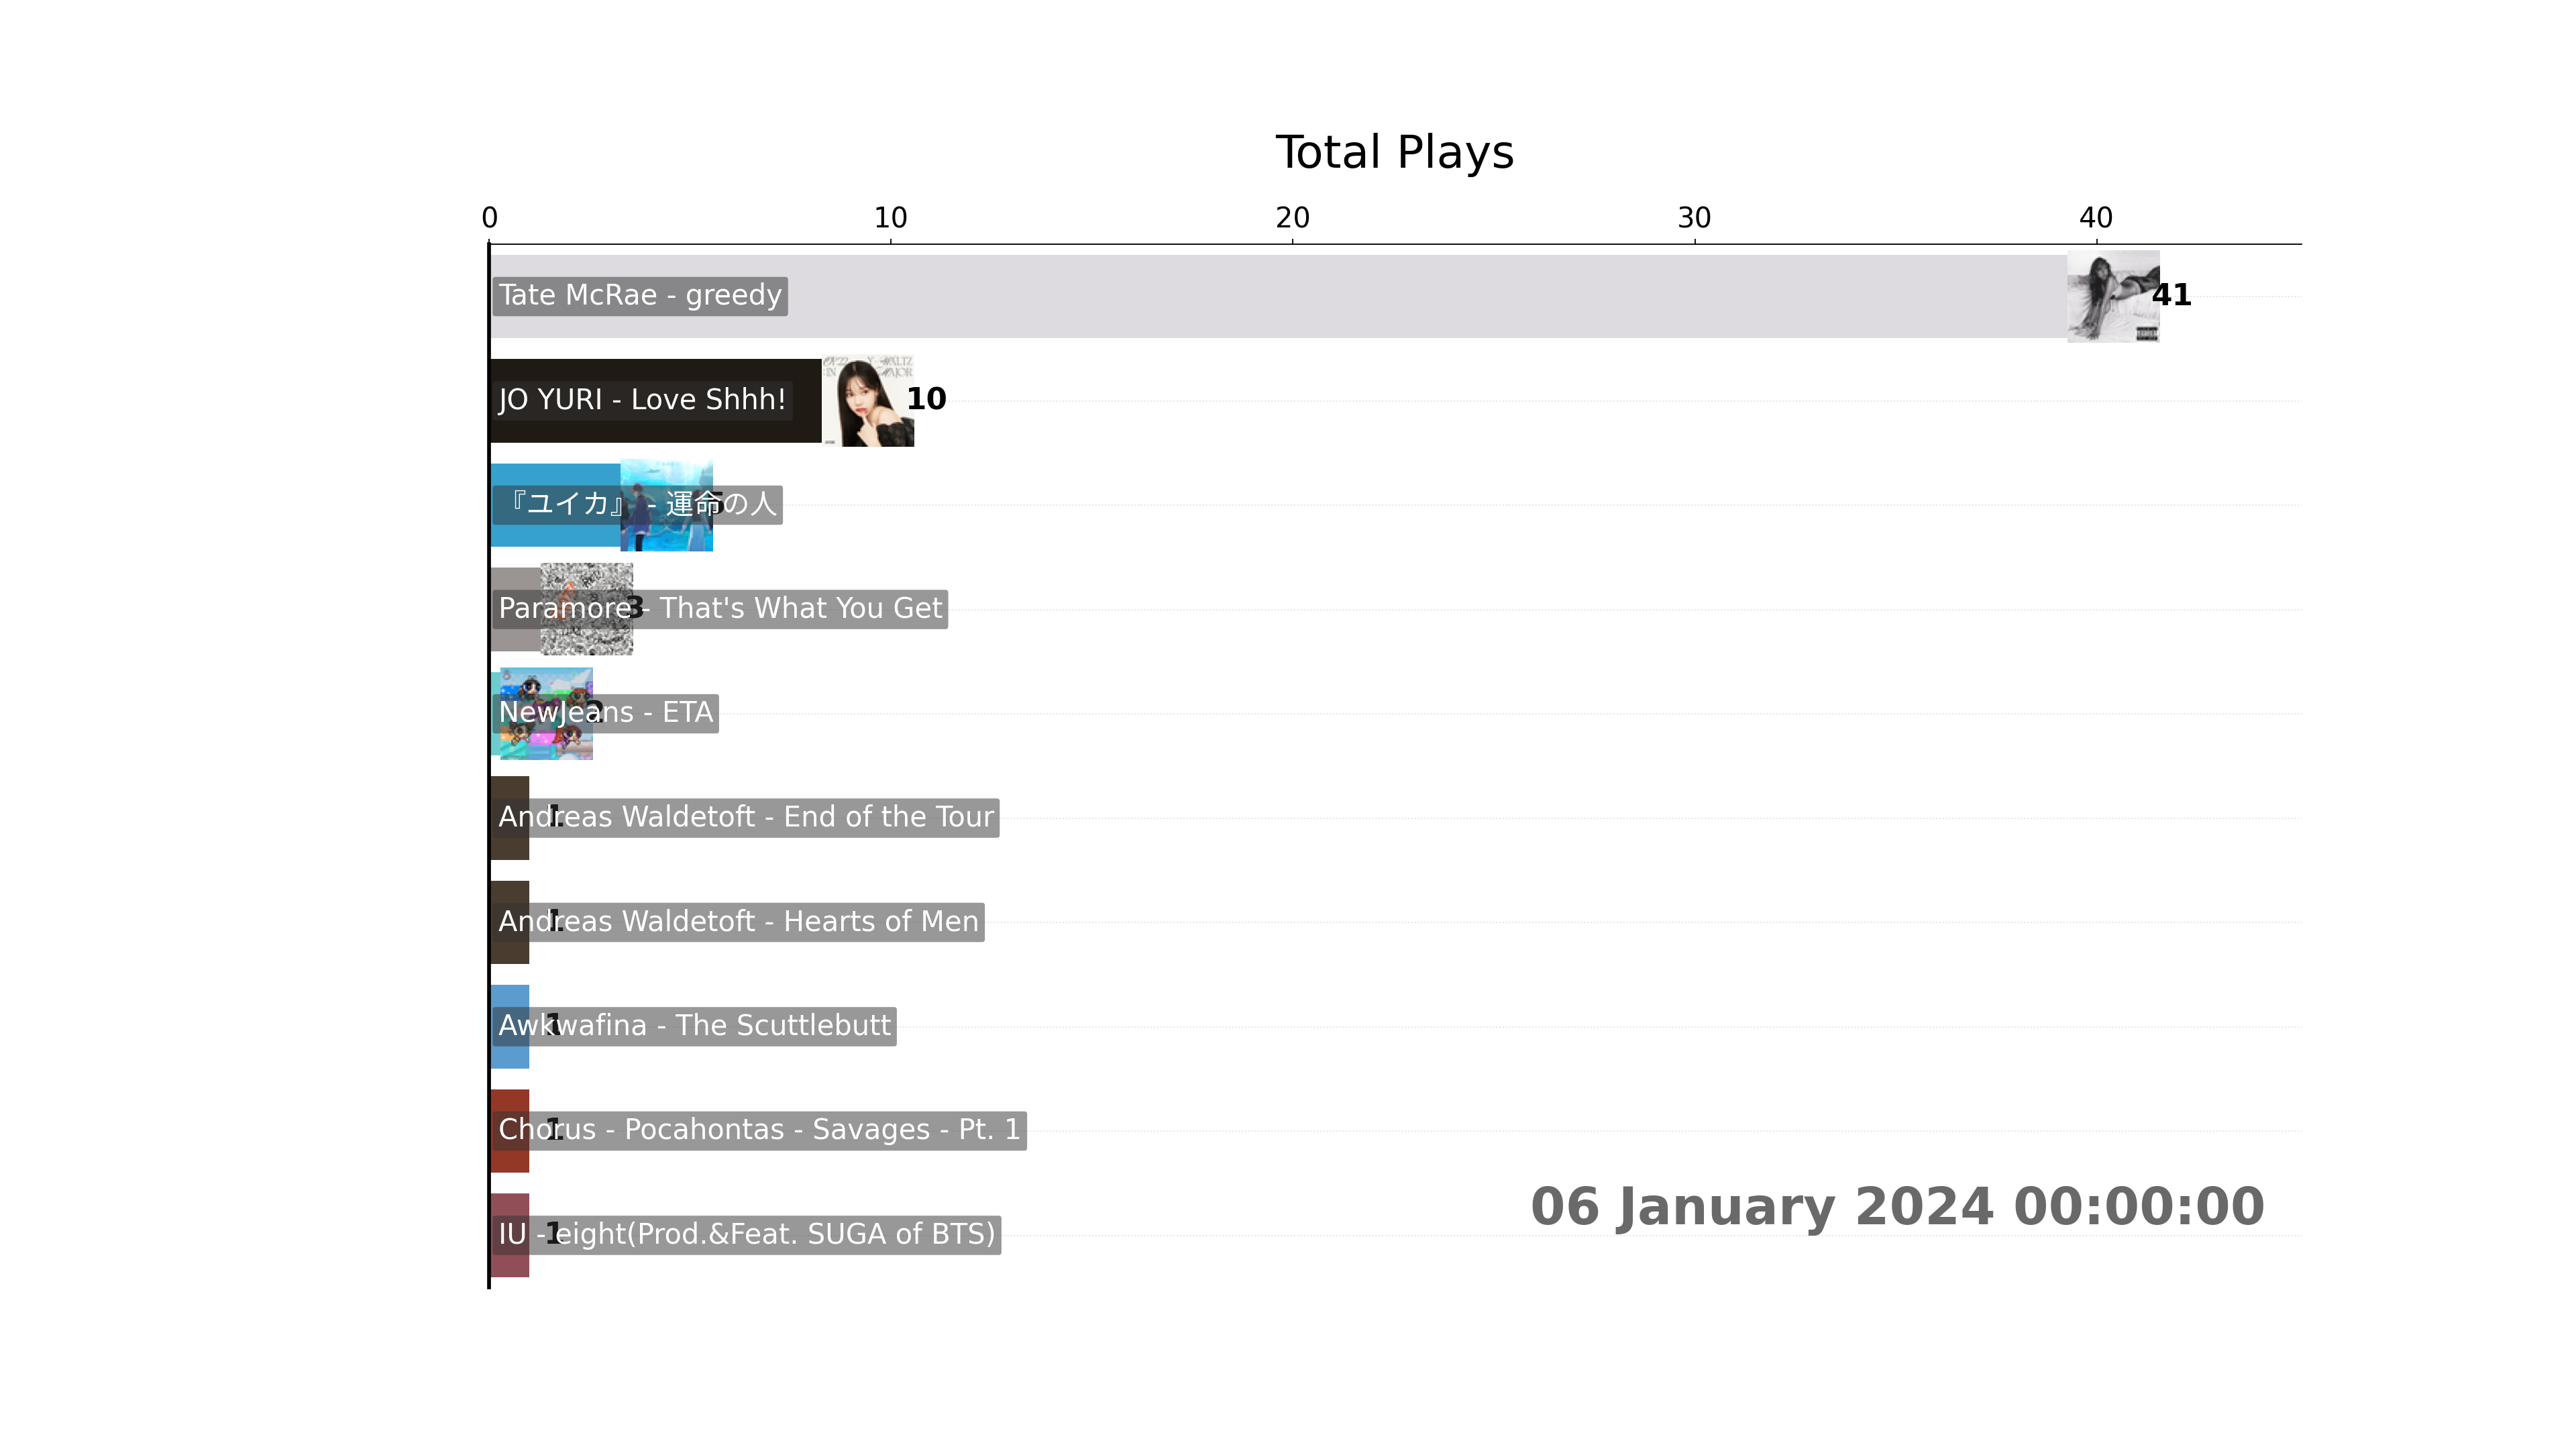 Total Plays
0 10 20 30 40
Tate McRae - greedy 41
JO YURI - Love Shhh! 10
『ユイカ』 - 運命の人 5
Paramore - That's What You Get 3
NewJeans - ETA 2
Andreas Waldetoft - End of the Tour 1
Andreas Waldetoft - Hearts of Men 1
Awkwafina - The Scuttlebutt 1
Chorus - Pocahontas - Savages - Pt. 1 1
IU - eight(Prod.&Feat. SUGA of BTS) 1
06 January 2024 00:00:00